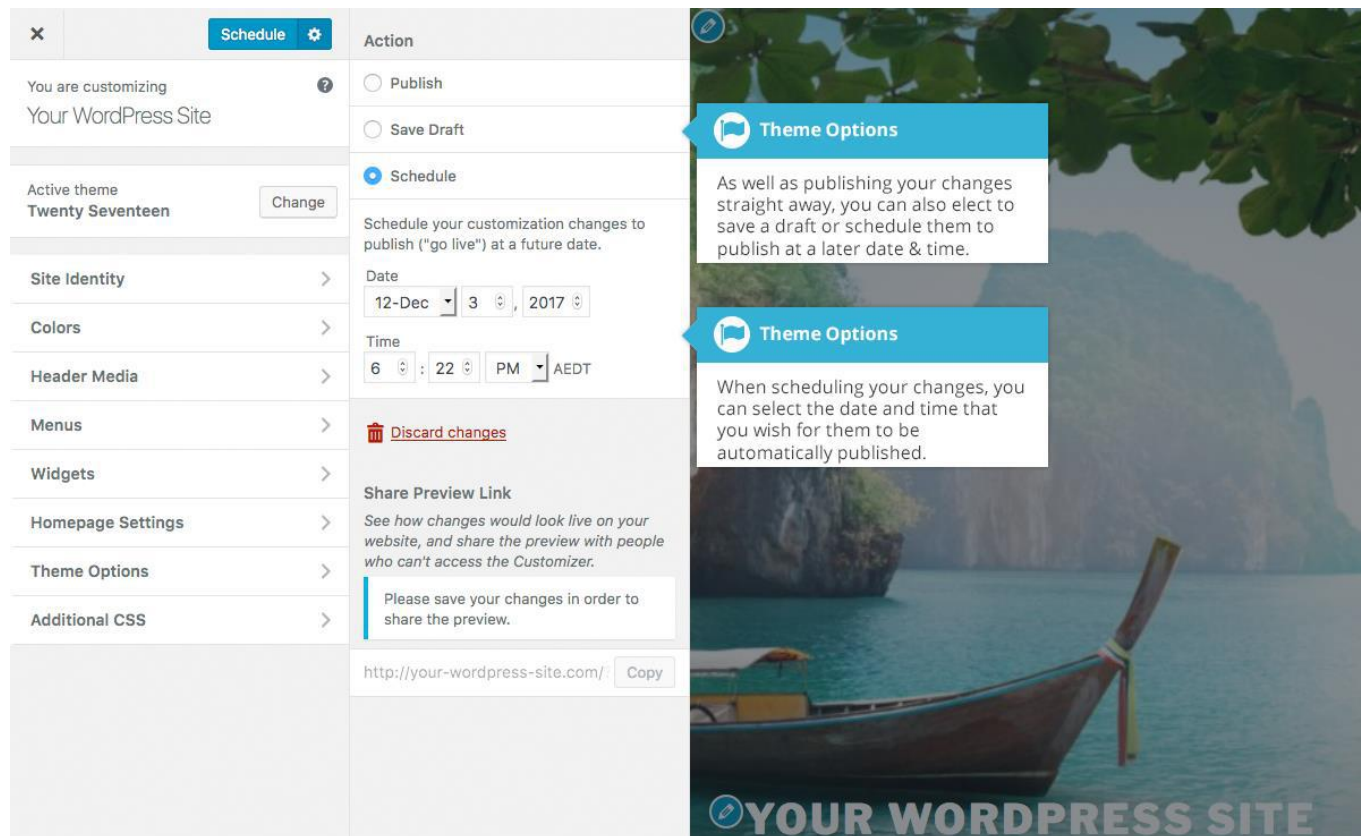 Schedule
You are customizing
Your WordPress Site
Active theme
Twenty Seventeen
Change
Site Identity
Colors
Header Media
Menus
Widgets
Homepage Settings
Theme Options
Additional CSS
Action
Publish
Save Draft
Schedule
Schedule your customization changes to
publish ("go live") at a future date.
Date
12-Dec 3 , 2017
Time
6 : 22 PM AEDT
Discard changes
Share Preview Link
See how changes would look live on your
website, and share the preview with people
who can't access the Customizer.
Please save your changes in order to
share the preview.
http://your-wordpress-site.com/
Copy
Theme Options
As well as publishing your changes
straight away, you can also elect to
save a draft or schedule them to
publish at a later date & time.
Theme Options
When scheduling your changes, you
can select the date and time that
you wish for them to be
automatically published.
YOUR WORDPRESS SITE